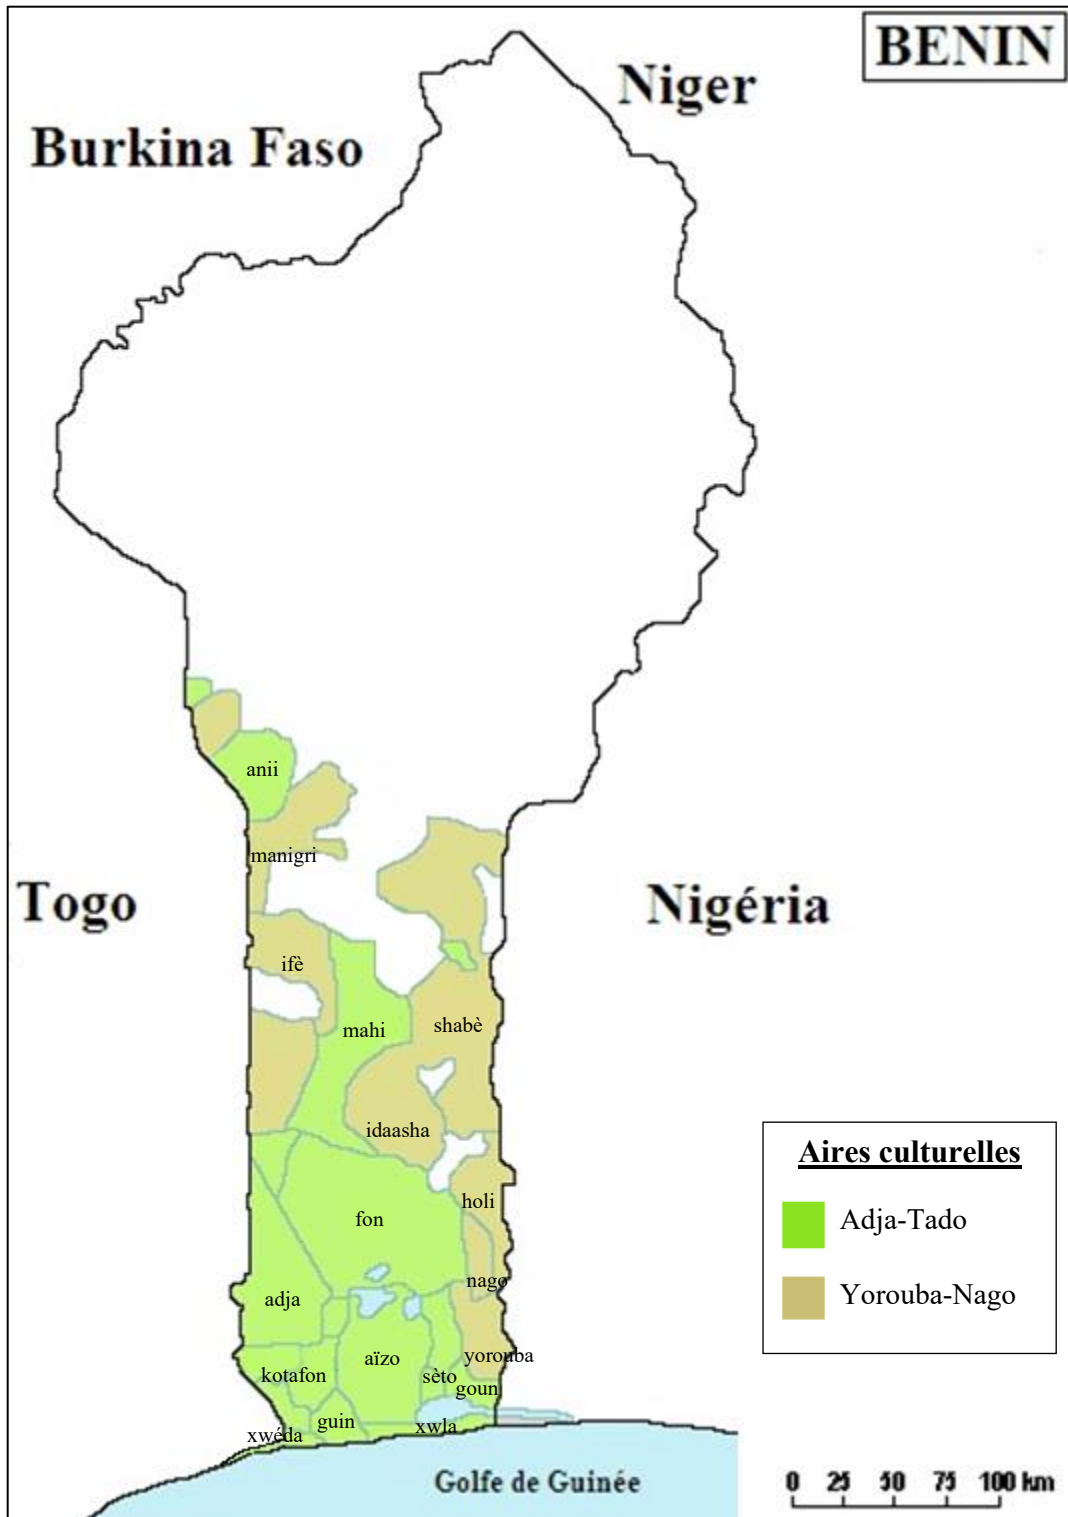 BENIN
Niger
Burkina Faso
anii
manigri
Togo
Nigéria
ifè
mahi
shabè
idaasha
Aires culturelles
Adja-Tado
Yorouba-Nago
holi
fon
nago
adja
yorouba
aïzo
kotafon
sèto
goun
guin
xwla
xwéda
Golfe de Guinée
0 25 50 75 100 km